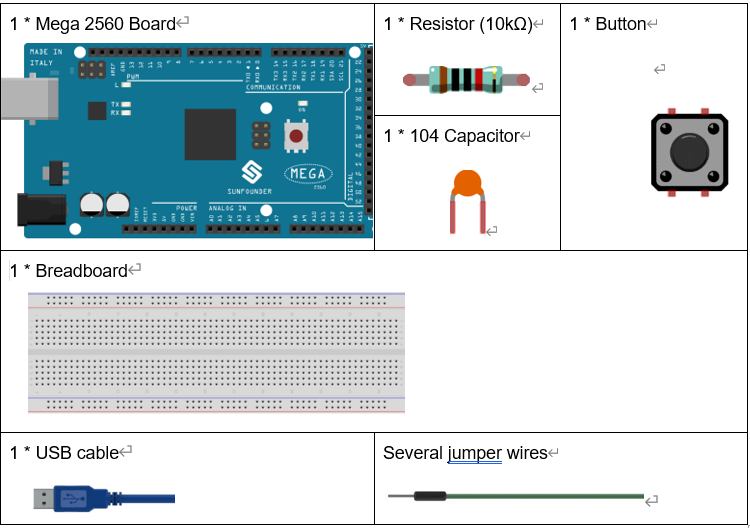 1 * Mega 2560 Board
1 * Resistor (10kΩ)
1 * Button
MADE IN
ITALY
PWM
L
TX
RX
COMMUNICATION
ON
SUNFOUNDER
MEGA
2560
DIGITAL
POWER
ANALOG IN
1 * 104 Capacitor
1 * Breadboard
1 * USB cable
Several jumper wires